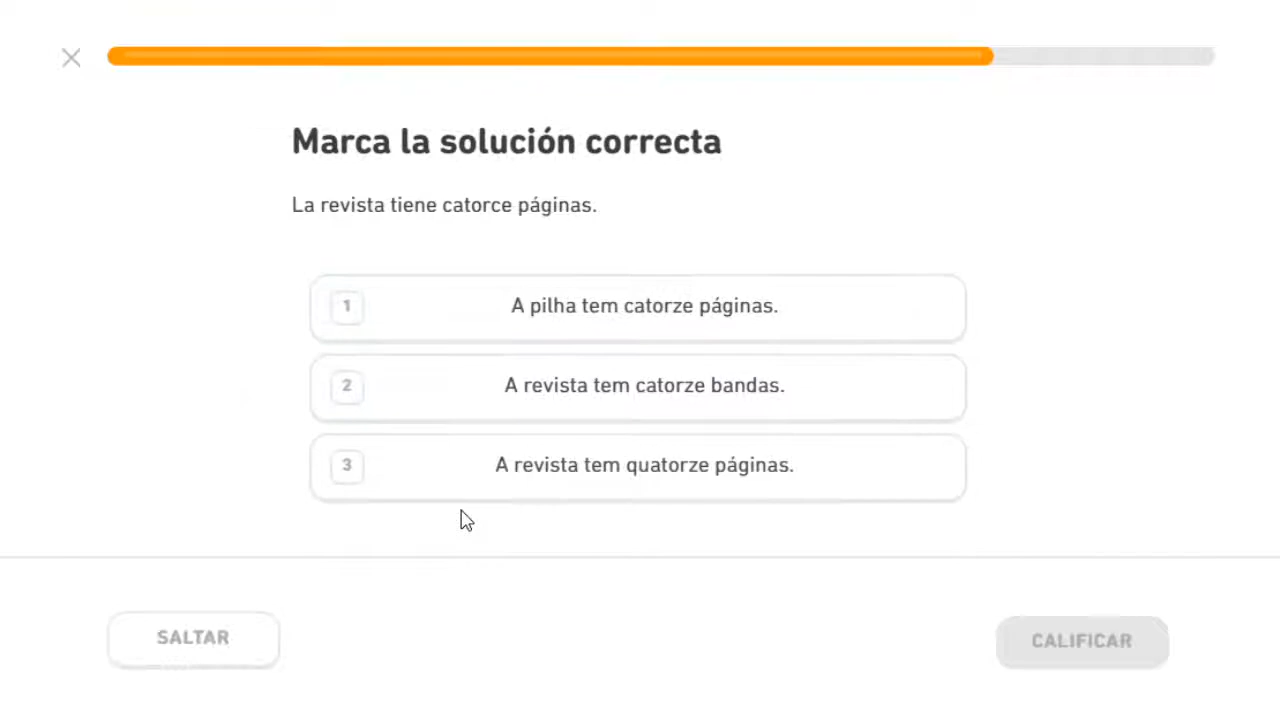 Marca la solución correcta
La revista tiene catorce páginas.
1 A pilha tem catorze páginas.
2 A revista tem catorze bandas.
3 A revista tem quatorze páginas.
SALTAR
CALIFICAR